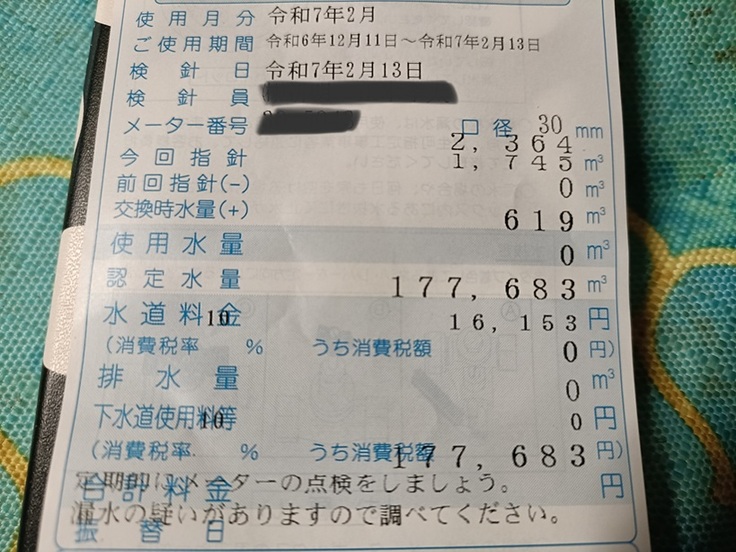 使用月分 令和7年2月
ご使用期間 令和6年12月11日～令和7年2月13日
検針日 令和7年2月13日
検針員
メーター番号 口径 30 mm
今回指針 2,364 m³
前回指針(-) 1,745 m³
交換時水量(+) 0 m³
使用水量 619 m³
認定水量 0 m³
水道料金 177,683 円
(消費税率 10 % うち消費税額 16,153 円)
排水量 0 m³
下水道使用料等 0 円
(消費税率 10 % うち消費税額 0 円)
合計料金 177,683 円
定期的にメーターの点検をしましょう。
振替日
漏水の疑いがありますので調べてください。